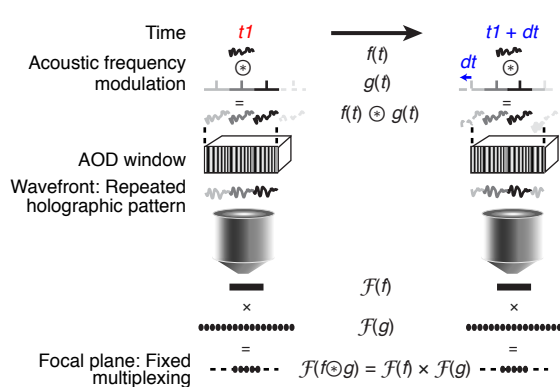 Time t1 t1 + dt
f(t)
Acoustic frequency modulation ⊛ g(t) dt ⊛
= f(t) ⊛ g(t) =
AOD window
Wavefront: Repeated
holographic pattern
ℱ(f)
× ℱ(g) ×
= =
Focal plane: Fixed
multiplexing ℱ(f⊛g) = ℱ(f) × ℱ(g)